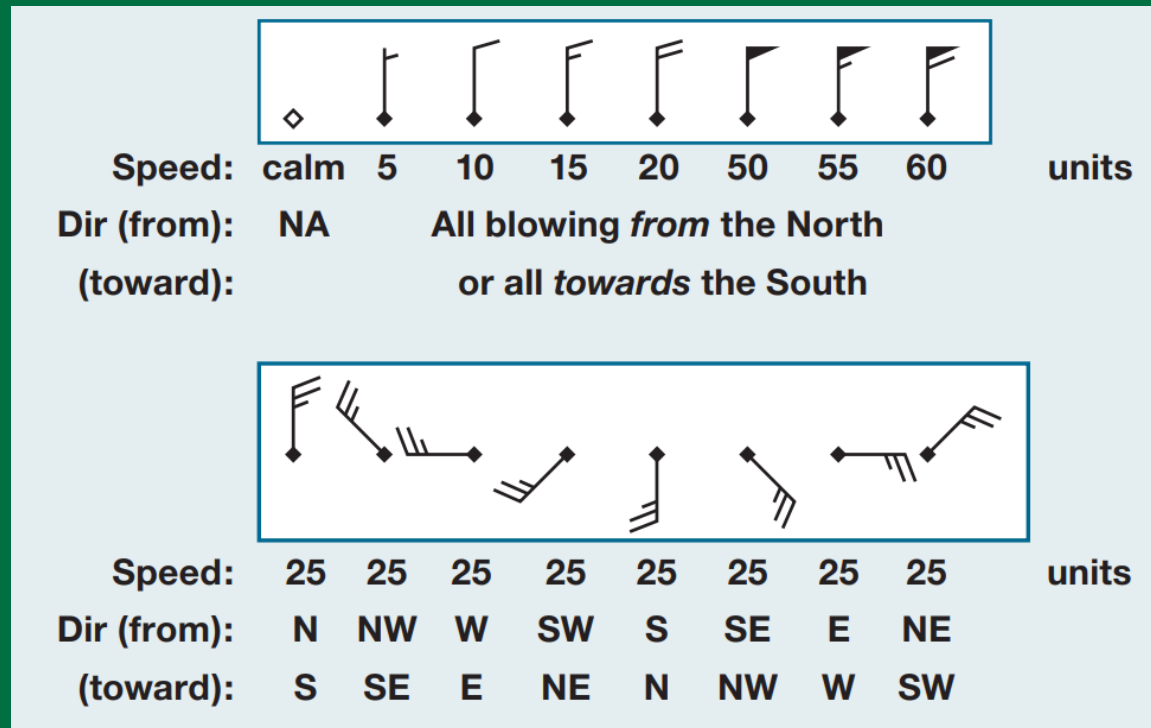 Speed: calm 5 10 15 20 50 55 60 units
Dir (from): NA All blowing from the North
(toward): or all towards the South
Speed: 25 25 25 25 25 25 25 25 units
Dir (from): N NW W SW S SE E NE
(toward): S SE E NE N NW W SW